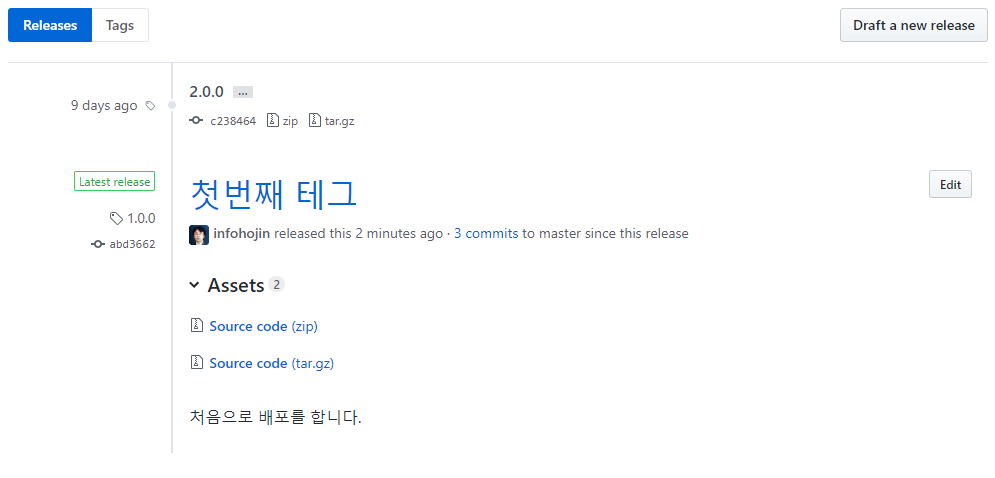 Releases Tags Draft a new release
9 days ago 2.0.0 ...
c238464 zip tar.gz
Latest release
첫번째 테그 Edit
1.0.0
infohojin released this 2 minutes ago · 3 commits to master since this release
abd3662
Assets 2
Source code (zip)
Source code (tar.gz)
처음으로 배포를 합니다.